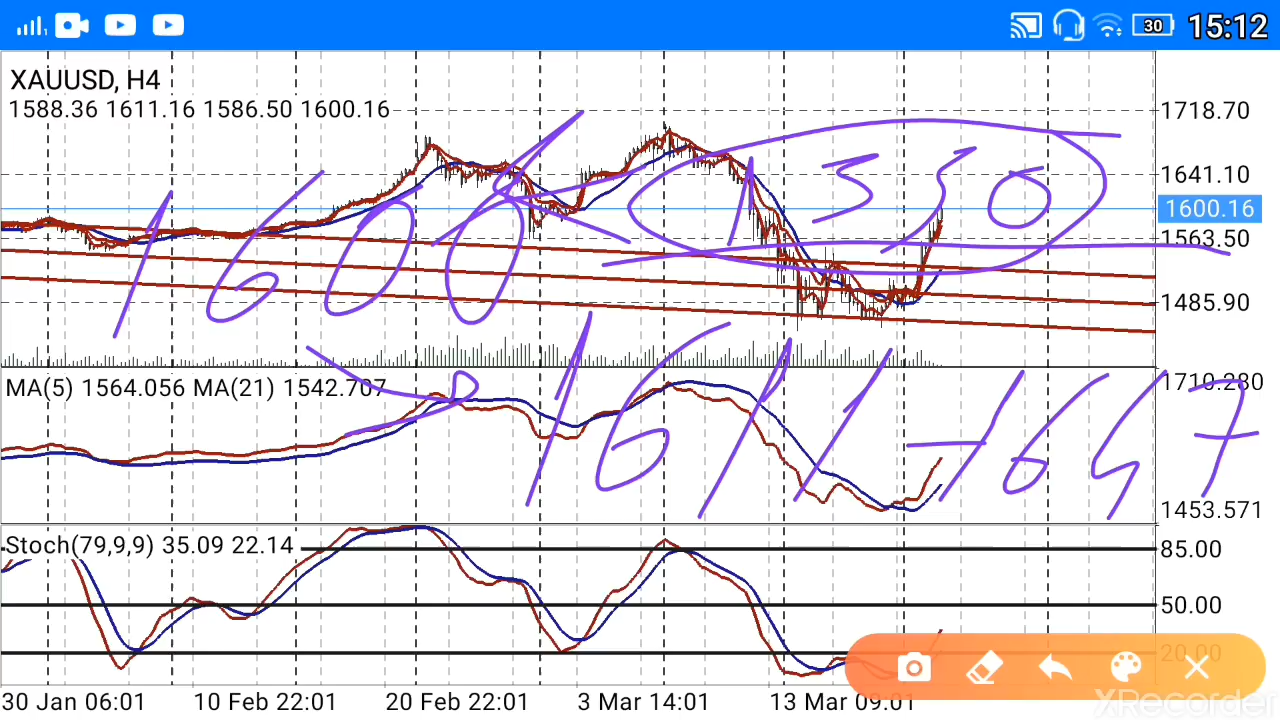 30 15:12
XAUUSD, H4
1588.36 1611.16 1586.50 1600.16
1718.70
1641.10
1600.16
1563.50
1485.90
1330
1600
MA(5) 1564.056 MA(21) 1542.707
1710.280
1611-1647
1453.571
Stoch(79,9,9) 35.09 22.14
85.00
50.00
20.00
30 Jan 06:01 10 Feb 22:01 20 Feb 22:01 3 Mar 14:01 13 Mar 09:01
XRecorder